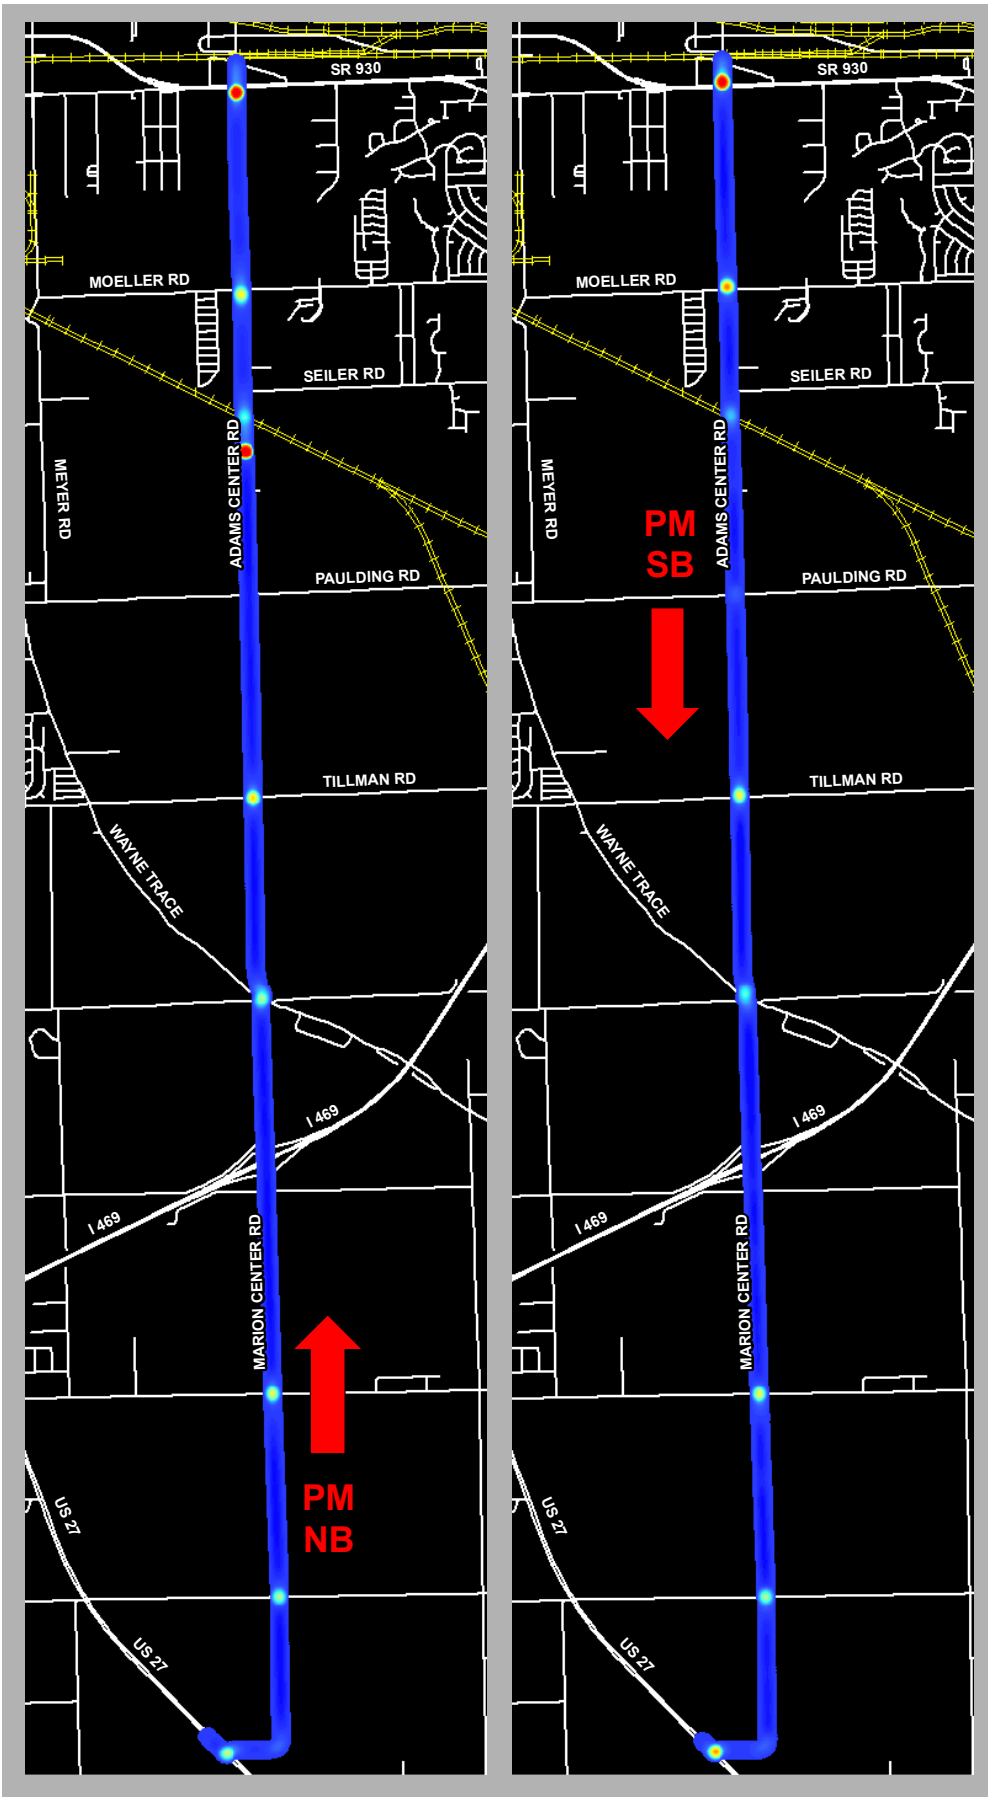 SR 930
MOELLER RD
SEILER RD
ADAMS CENTER RD
MEYER RD
PAULDING RD
TILLMAN RD
WAYNE TRACE
I 469
I 469
MARION CENTER RD
PM
NB
US 27
US 27
SR 930
MOELLER RD
SEILER RD
ADAMS CENTER RD
MEYER RD
PM
SB
PAULDING RD
TILLMAN RD
WAYNE TRACE
I 469
I 469
MARION CENTER RD
US 27
US 27